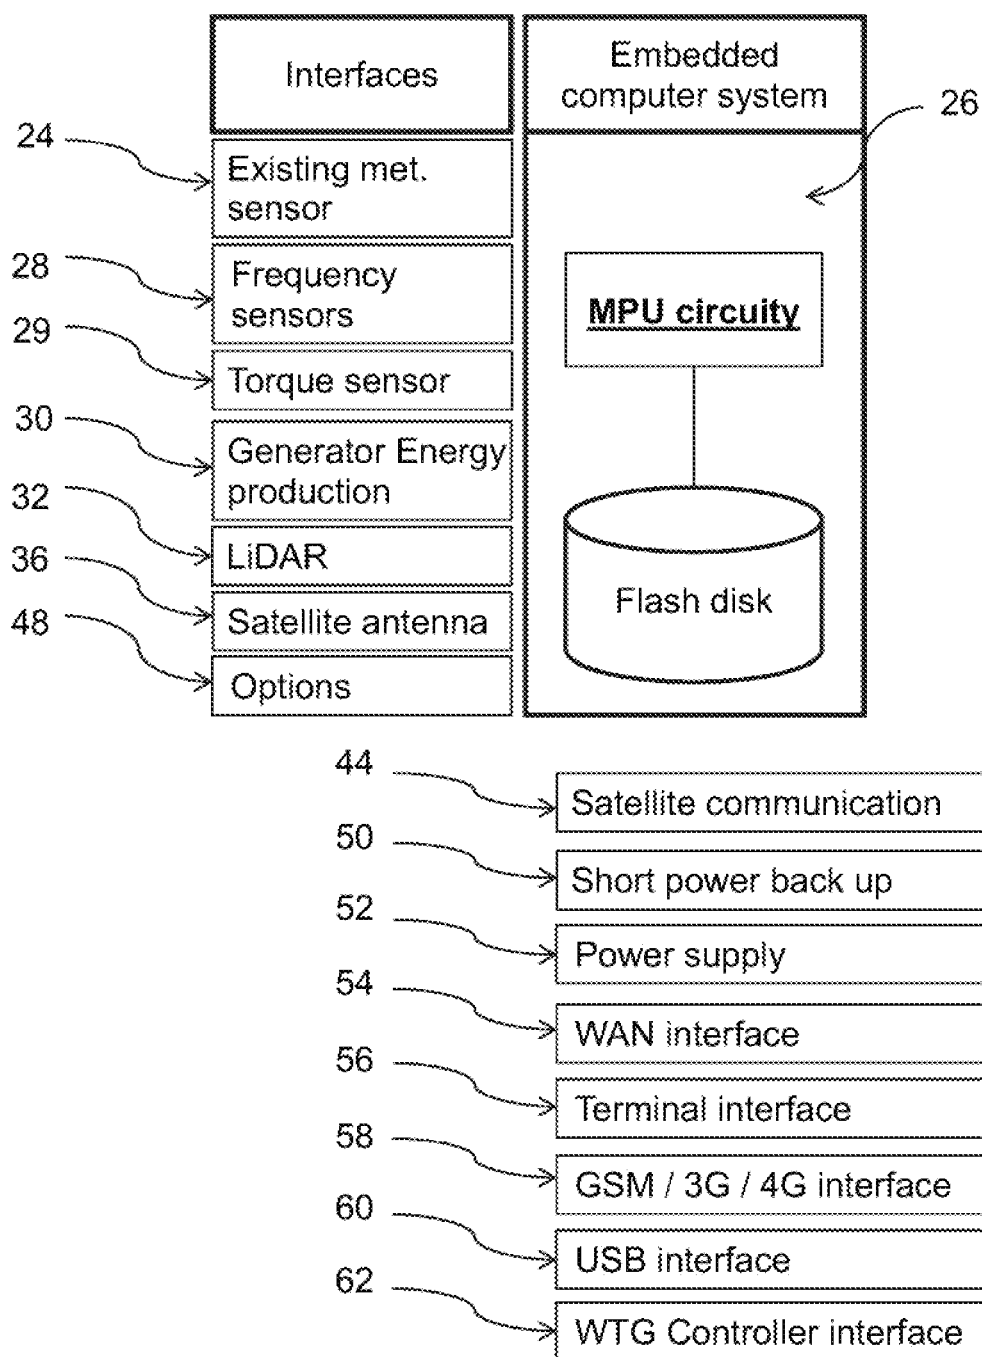 Interfaces
Embedded
computer system
26
24
Existing met.
sensor
28
Frequency
sensors
MPU circuity
29
Torque sensor
30
Generator Energy
production
32
LiDAR
36
Satellite antenna
Flash disk
48
Options
44
Satellite communication
50
Short power back up
52
Power supply
54
WAN interface
56
Terminal interface
58
GSM / 3G / 4G interface
60
USB interface
62
WTG Controller interface